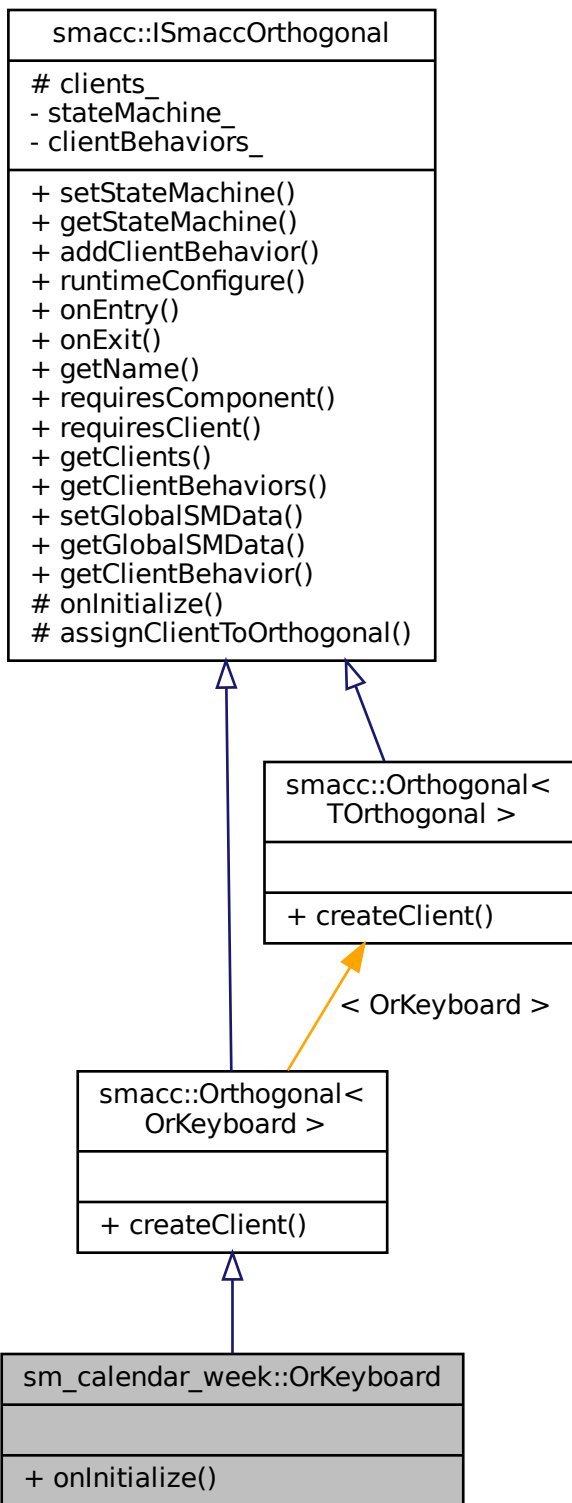 smacc::ISmaccOrthogonal
# clients_
- stateMachine_
- clientBehaviors_
+ setStateMachine()
+ getStateMachine()
+ addClientBehavior()
+ runtimeConfigure()
+ onEntry()
+ onExit()
+ getName()
+ requiresComponent()
+ requiresClient()
+ getClients()
+ getClientBehaviors()
+ setGlobalSMData()
+ getGlobalSMData()
+ getClientBehavior()
# onInitialize()
# assignClientToOrthogonal()
smacc::Orthogonal<
TOrthogonal >
+ createClient()
< OrKeyboard >
smacc::Orthogonal<
OrKeyboard >
+ createClient()
sm_calendar_week::OrKeyboard
+ onInitialize()